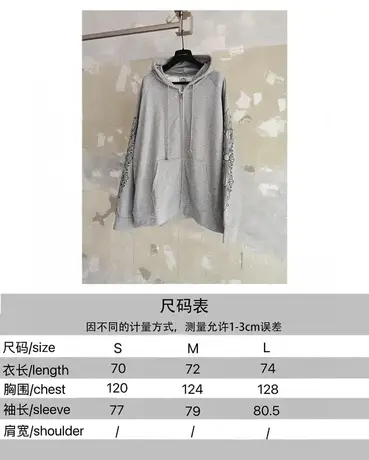 尺码表
因不同的计量方式，测量允许1-3cm误差
尺码/size S M L
衣长/length 70 72 74
胸围/chest 120 124 128
袖长/sleeve 77 79 80.5
肩宽/shoulder / / /